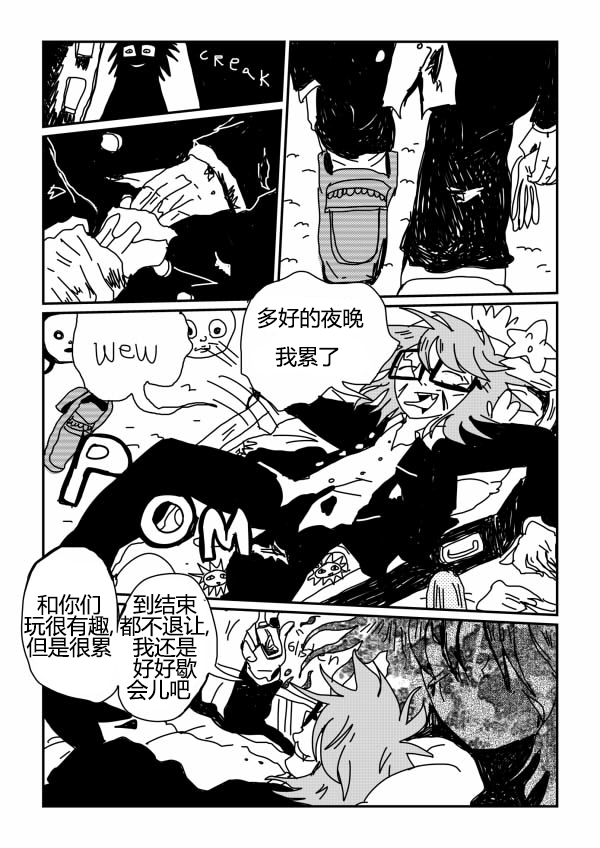 CREAK
多好的夜晚
我累了
WeW
POM
和你们
玩很有趣,
但是很累
到结束
都不退让,
我还是
好好歇
会儿吧